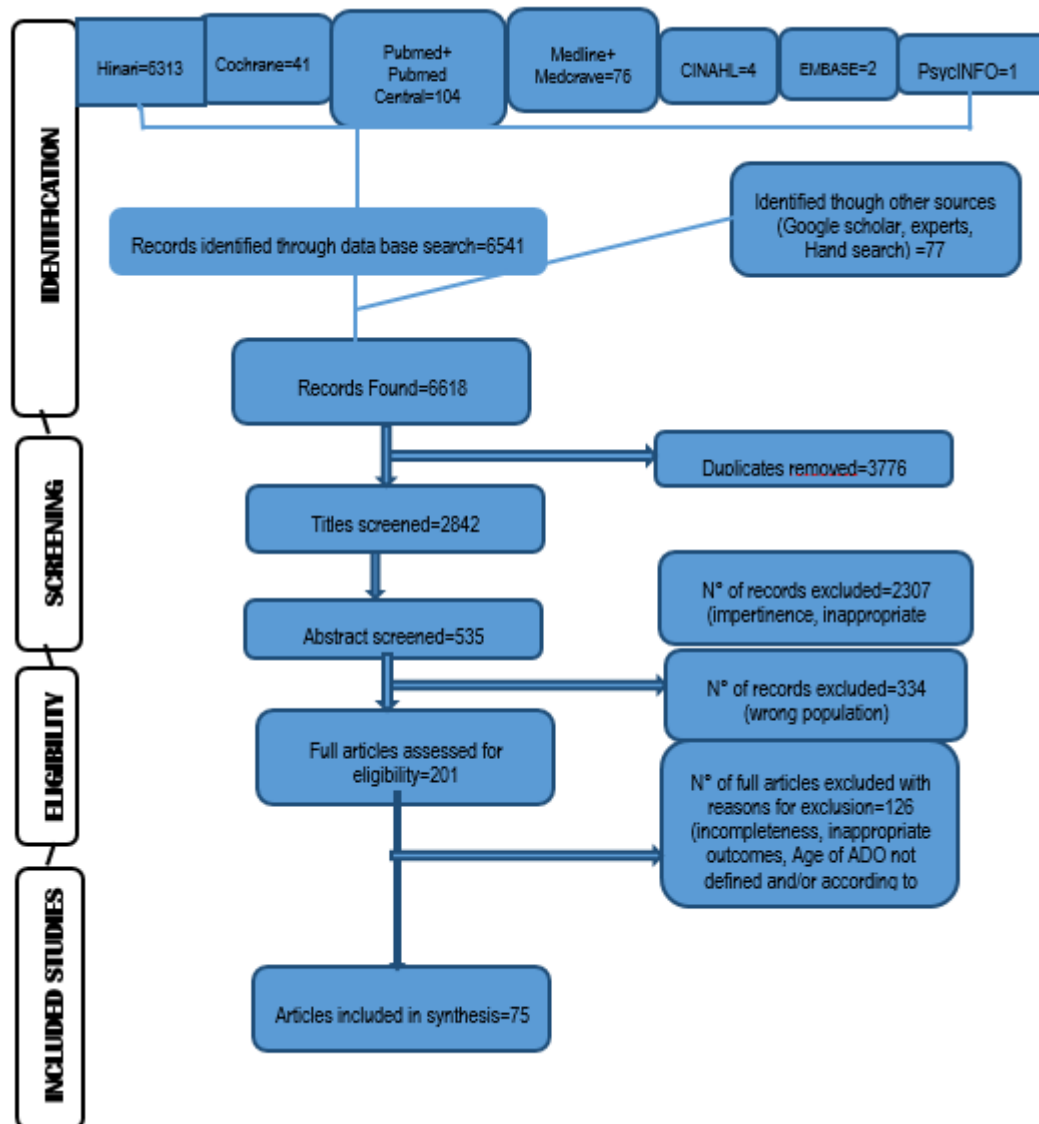 IDENTIFICATION
Hinari=6313
Cochrane=41
Pubmed+
Pubmed
Central=104
Medline+
Medcrave=76
CINAHL=4
EMBASE=2
PsycINFO=1
Identified though other sources
(Google scholar, experts,
Hand search) =77
Records identified through data base search=6541
Records Found=6618
SCREENING
Duplicates removed=3776
Titles screened=2842
N° of records excluded=2307
(impertinence, inappropriate
Abstract screened=535
ELIGIBILITY
N° of records excluded=334
(wrong population)
Full articles assessed for
eligibility=201
N° of full articles excluded with
reasons for exclusion=126
(incompleteness, inappropriate
outcomes, Age of ADO not
defined and/or according to
INCLUDED STUDIES
Articles included in synthesis=75